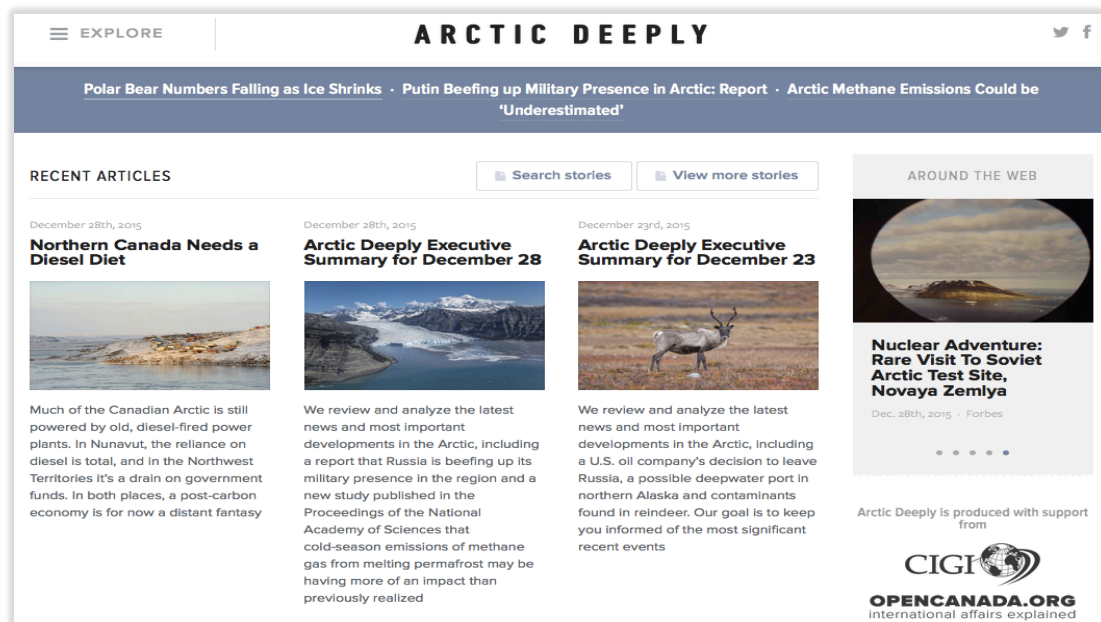 EXPLORE
ARCTIC DEEPLY
Polar Bear Numbers Falling as Ice Shrinks · Putin Beefing up Military Presence in Arctic: Report · Arctic Methane Emissions Could be
‘Underestimated’
RECENT ARTICLES
Search stories
View more stories
December 28th, 2015
Northern Canada Needs a
Diesel Diet
Much of the Canadian Arctic is still
powered by old, diesel-fired power
plants. In Nunavut, the reliance on
diesel is total, and in the Northwest
Territories it’s a drain on government
funds. In both places, a post-carbon
economy is for now a distant fantasy
December 28th, 2015
Arctic Deeply Executive
Summary for December 28
We review and analyze the latest
news and most important
developments in the Arctic, including
a report that Russia is beefing up its
military presence in the region and a
new study published in the
Proceedings of the National
Academy of Sciences that
cold-season emissions of methane
gas from melting permafrost may be
having more of an impact than
previously realized
December 23rd, 2015
Arctic Deeply Executive
Summary for December 23
We review and analyze the latest
news and most important
developments in the Arctic, including
a U.S. oil company’s decision to leave
Russia, a possible deepwater port in
northern Alaska and contaminants
found in reindeer. Our goal is to keep
you informed of the most significant
recent events
AROUND THE WEB
Nuclear Adventure:
Rare Visit To Soviet
Arctic Test Site,
Novaya Zemlya
Dec. 28th, 2015 · Forbes
Arctic Deeply is produced with support
from
CIGI
OPENCANADA.ORG
international affairs explained